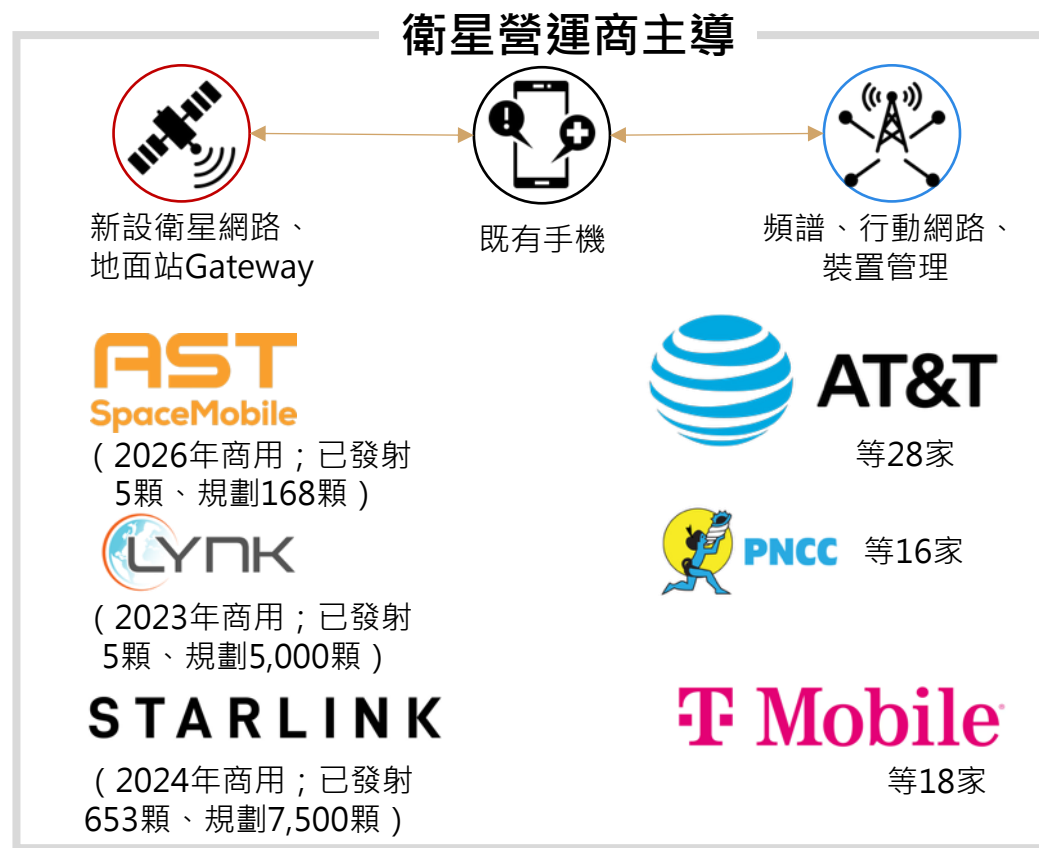 衛星營運商主導
新設衛星網路、
地面站Gateway
既有手機
頻譜、行動網路、
裝置管理
AST
SpaceMobile
（2026年商用；已發射
5顆、規劃168顆）
AT&T
等28家
LYNK
（2023年商用；已發射
5顆、規劃5,000顆）
PNCC 等16家
STARLINK
（2024年商用；已發射
653顆、規劃7,500顆）
T Mobile
等18家